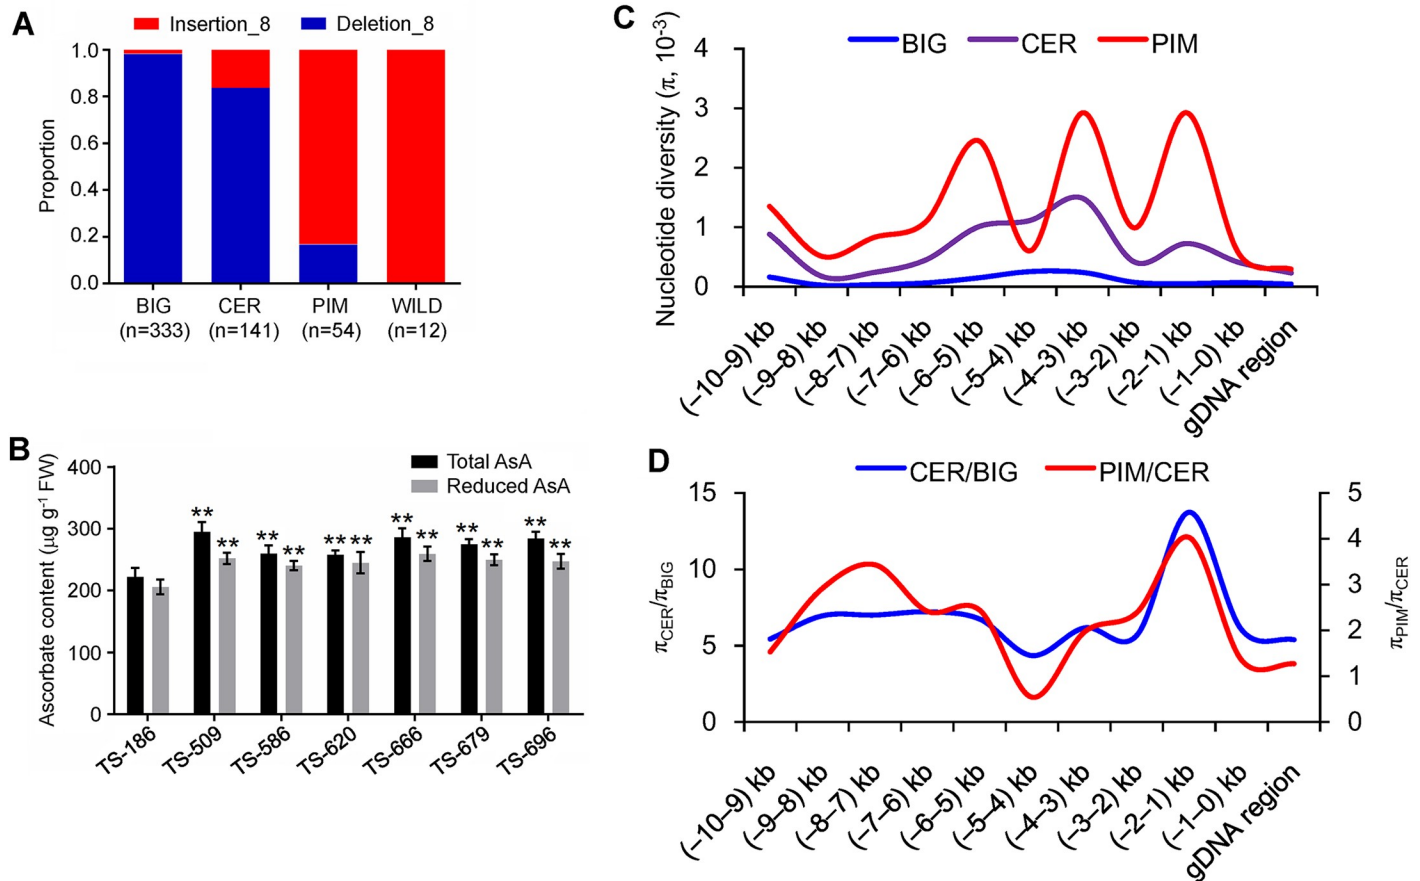 A
Insertion_8 Deletion_8
Proportion
1.0
0.8
0.6
0.4
0.2
0.0
BIG CER PIM WILD
(n=333) (n=141) (n=54) (n=12)
B
Total AsA
Reduced AsA
Ascorbate content (µg g⁻¹ FW)
400
300
200
100
0
** ** ** ** ** ** ** ** ** ** ** **
TS-186 TS-509 TS-586 TS-620 TS-666 TS-679 TS-696
C
BIG CER PIM
Nucleotide diversity (π, 10⁻³)
4
3
2
1
0
(−10–9) kb (−9–8) kb (−8–7) kb (−7–6) kb (−6–5) kb (−5–4) kb (−4–3) kb (−3–2) kb (−2–1) kb (−1–0) kb gDNA region
D
CER/BIG PIM/CER
πCER/πBIG
15
10
5
0
5
4
3
2
1
0
πPIM/πCER
(−10–9) kb (−9–8) kb (−8–7) kb (−7–6) kb (−6–5) kb (−5–4) kb (−4–3) kb (−3–2) kb (−2–1) kb (−1–0) kb gDNA region